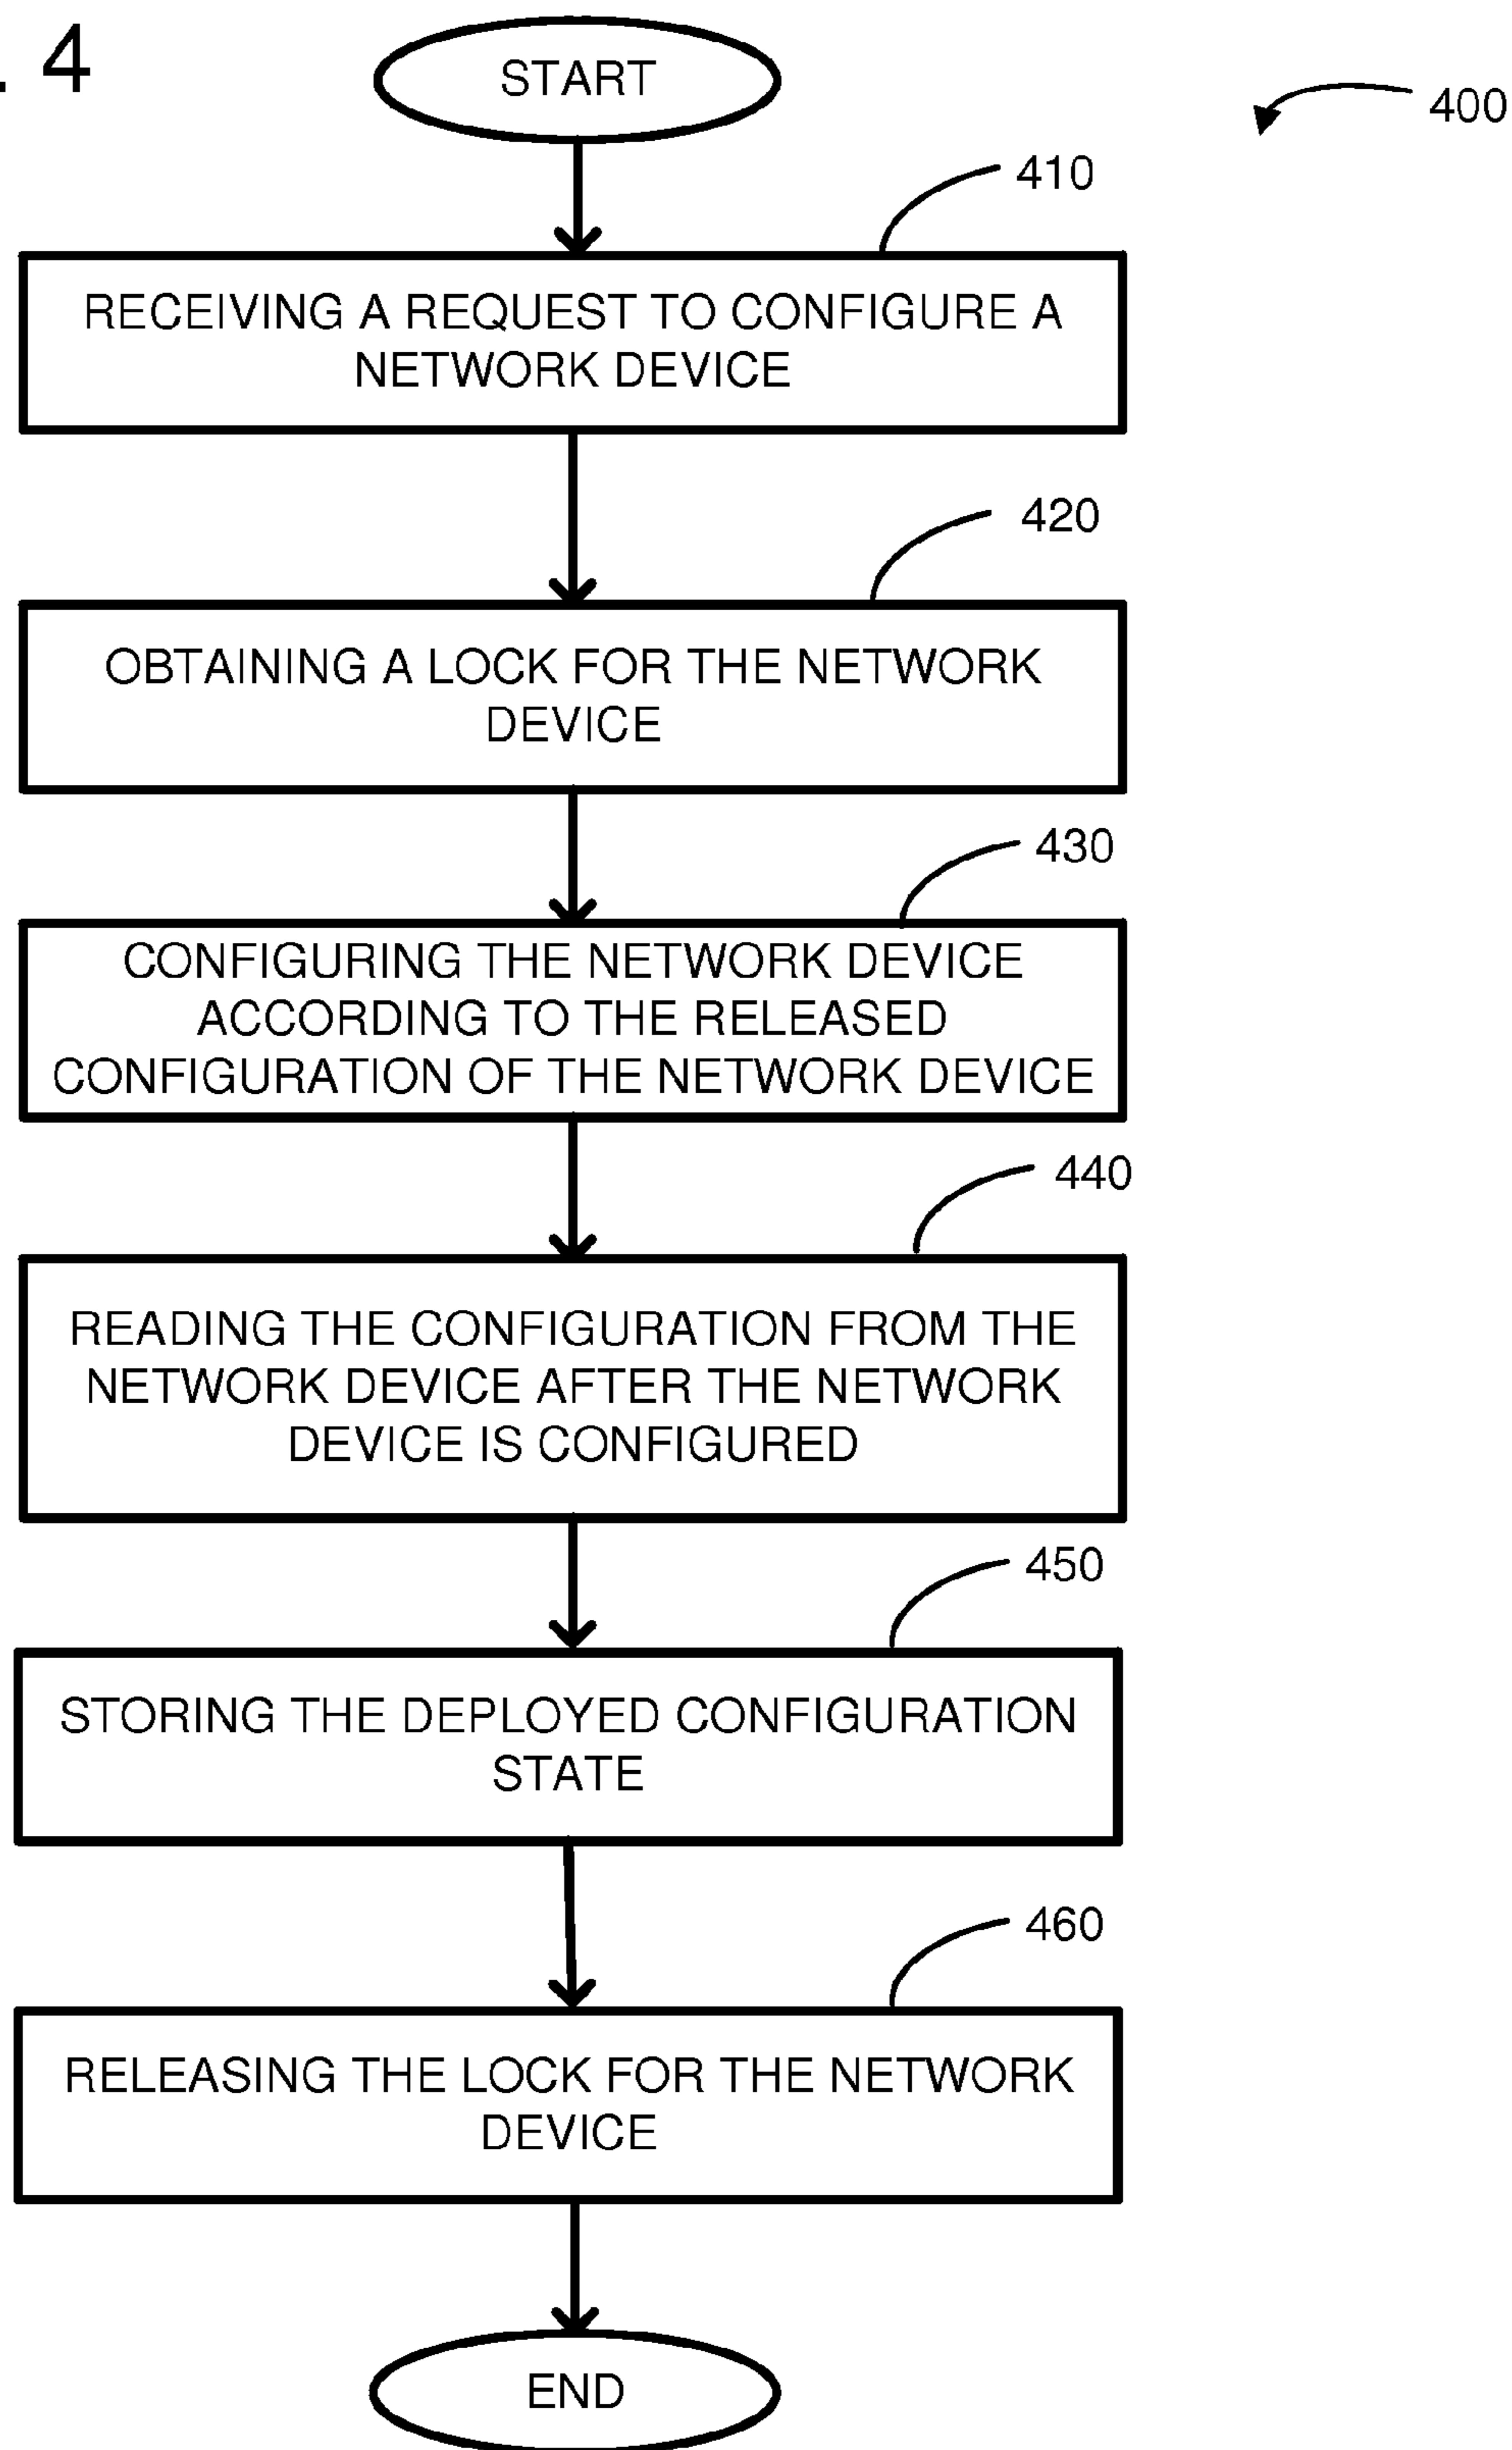 . 4
START
400
410
RECEIVING A REQUEST TO CONFIGURE A
NETWORK DEVICE
420
OBTAINING A LOCK FOR THE NETWORK
DEVICE
430
CONFIGURING THE NETWORK DEVICE
ACCORDING TO THE RELEASED
CONFIGURATION OF THE NETWORK DEVICE
440
READING THE CONFIGURATION FROM THE
NETWORK DEVICE AFTER THE NETWORK
DEVICE IS CONFIGURED
450
STORING THE DEPLOYED CONFIGURATION
STATE
460
RELEASING THE LOCK FOR THE NETWORK
DEVICE
END